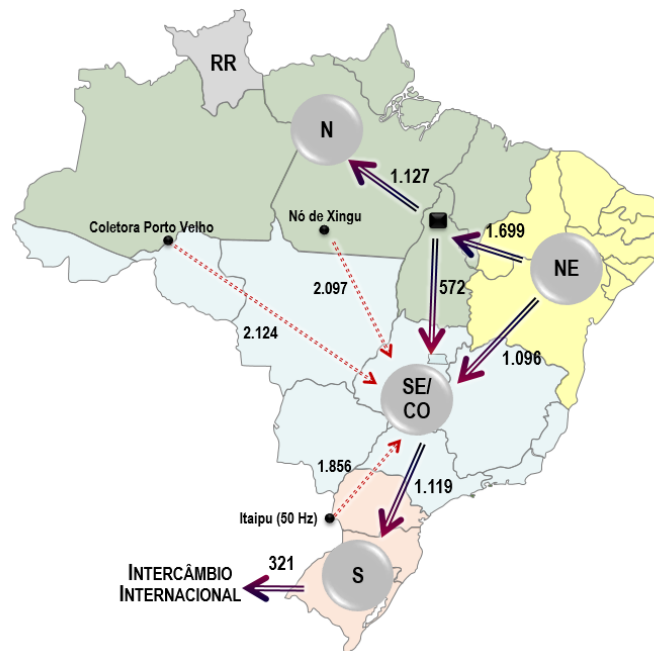 RR
N
1.127
Coletora Porto Velho
Nó de Xingu
1.699
NE
2.097
572
2.124
1.096
SE/
CO
1.856
1.119
Itaipu (50 Hz)
321
S
INTERCÂMBIO
INTERNACIONAL